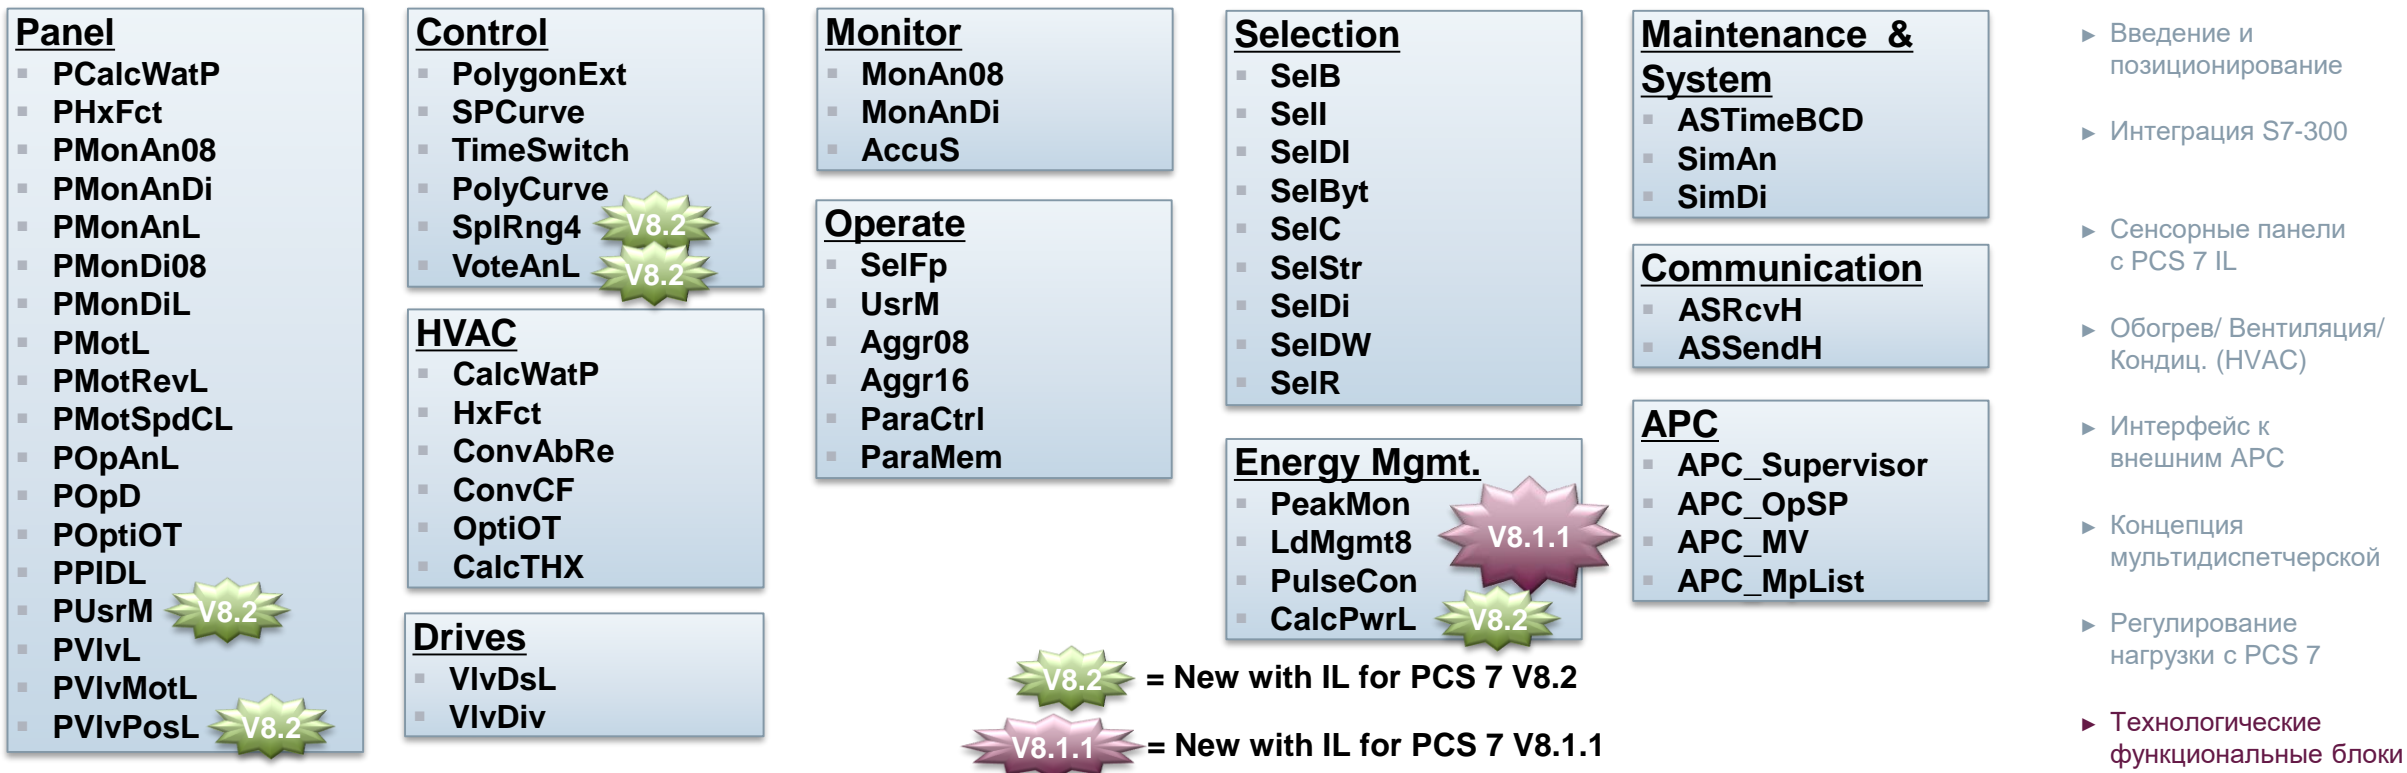 Panel
PCalcWatP
PHxFct
PMonAn08
PMonAnDi
PMonAnL
PMonDi08
PMonDiL
PMotL
PMotRevL
PMotSpdCL
POpAnL
POpD
POptiOT
PPIDL
PUsrM V8.2
PVlvL
PVlvMotL
PVlvPosL V8.2
Control
PolygonExt
SPCurve
TimeSwitch
PolyCurve
SplRng4 V8.2
VoteAnL V8.2
HVAC
CalcWatP
HxFct
ConvAbRe
ConvCF
OptiOT
CalcTHX
Drives
VlvDsL
VlvDiv
Monitor
MonAn08
MonAnDi
AccuS
Operate
SelFp
UsrM
Aggr08
Aggr16
ParaCtrl
ParaMem
Selection
SelB
SelI
SelDI
SelByt
SelC
SelStr
SelDi
SelDW
SelR
Energy Mgmt.
PeakMon
LdMgmt8 V8.1.1
PulseCon
CalcPwrL V8.2
V8.2 = New with IL for PCS 7 V8.2
V8.1.1 = New with IL for PCS 7 V8.1.1
Maintenance &
System
ASTimeBCD
SimAn
SimDi
Communication
ASRcvH
ASSendH
APC
APC_Supervisor
APC_OpSP
APC_MV
APC_MpList
► Введение и
позиционирование
► Интеграция S7-300
► Сенсорные панели
с PCS 7 IL
► Обогрев/ Вентиляция/
Кондиц. (HVAC)
► Интерфейс к
внешним APC
► Концепция
мультидиспетчерской
► Регулирование
нагрузки с PCS 7
► Технологические
функциональные блоки